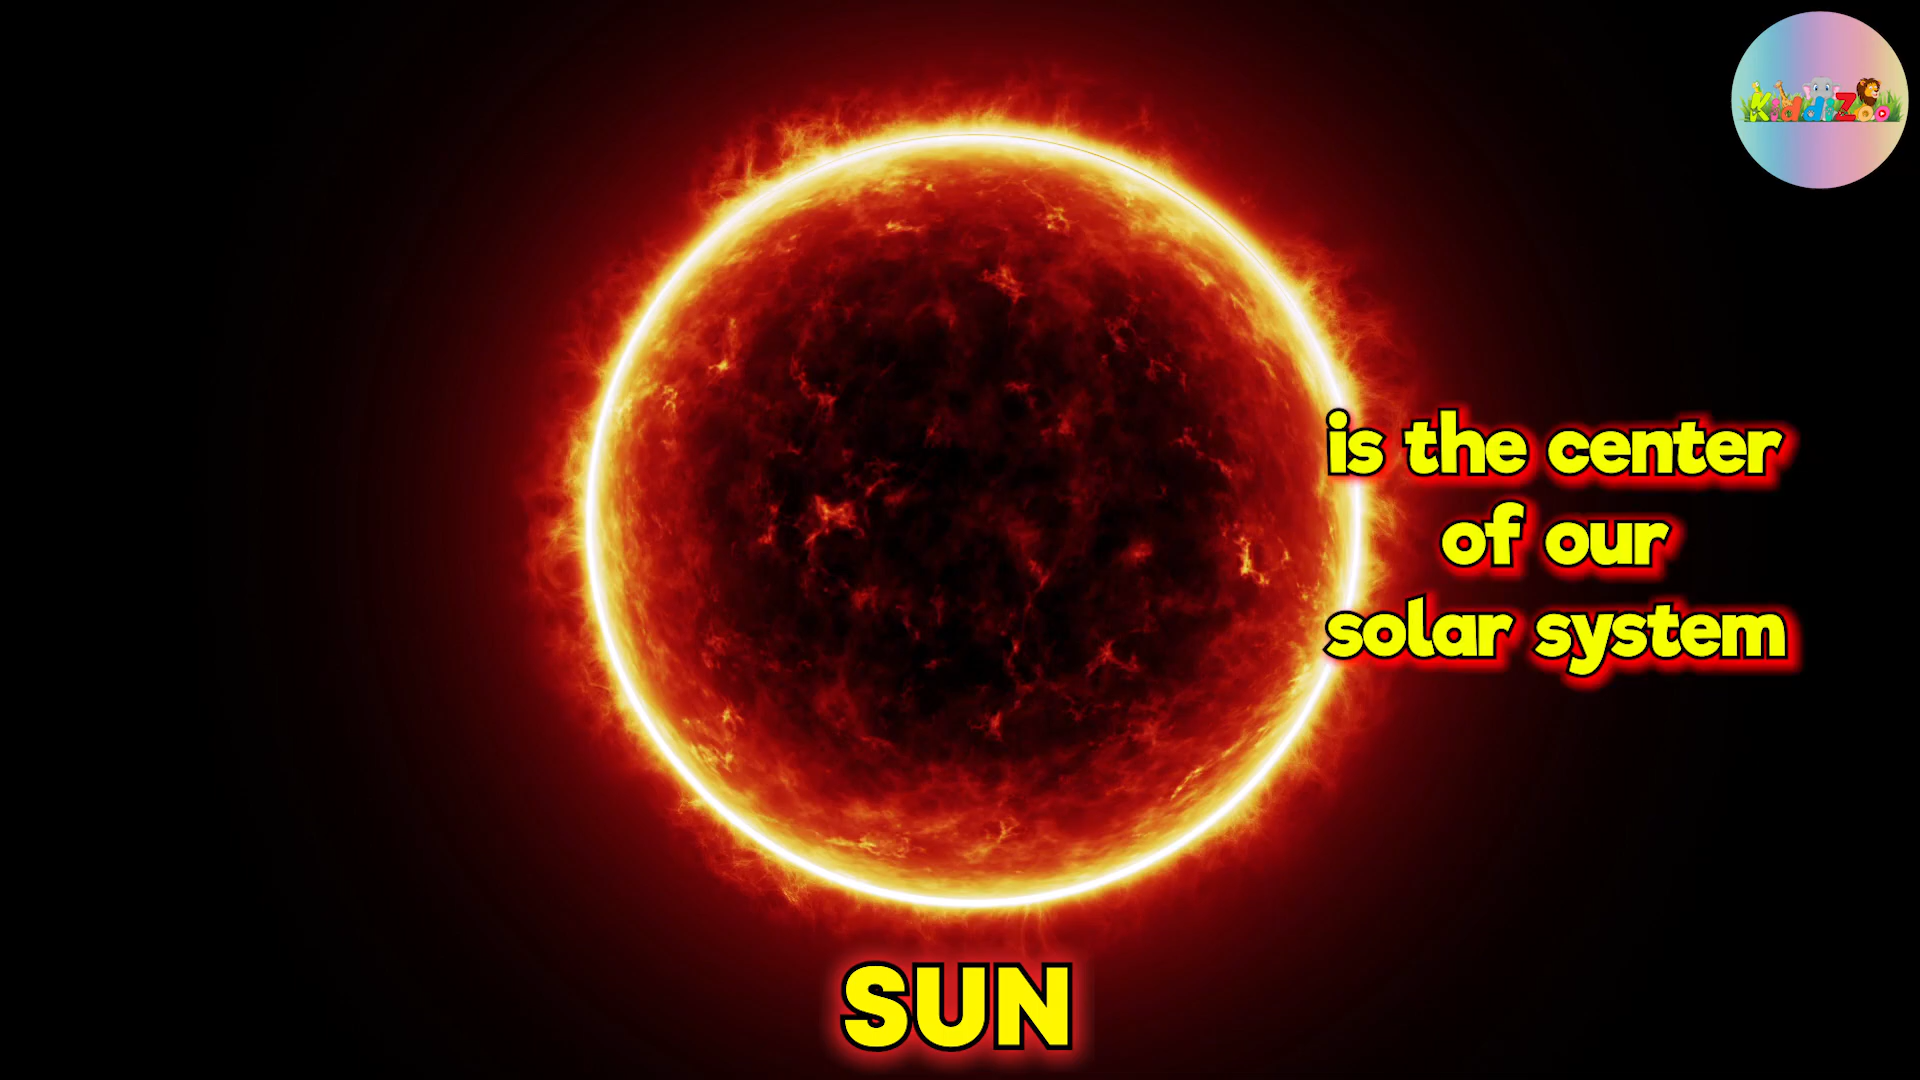 KiddiZoo
is the center
of our
solar system
SUN